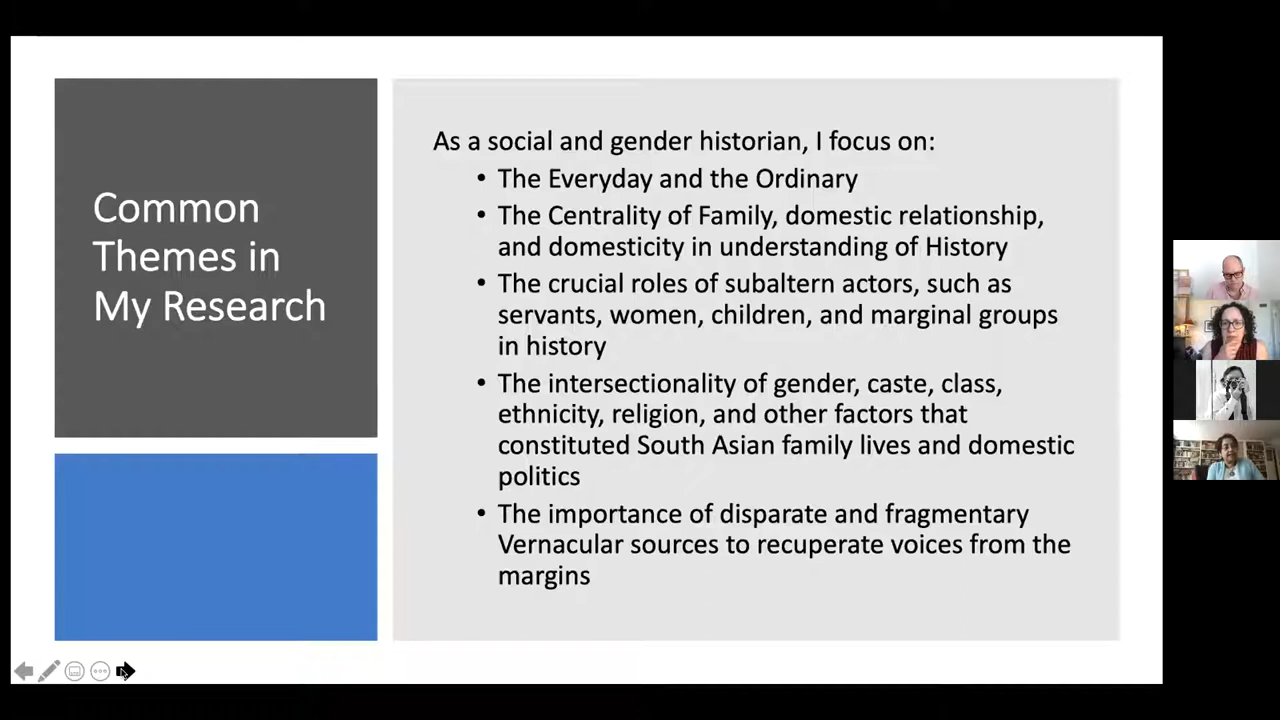 Common
Themes in
My Research
As a social and gender historian, I focus on:
• The Everyday and the Ordinary
• The Centrality of Family, domestic relationship,
and domesticity in understanding of History
• The crucial roles of subaltern actors, such as
servants, women, children, and marginal groups
in history
• The intersectionality of gender, caste, class,
ethnicity, religion, and other factors that
constituted South Asian family lives and domestic
politics
• The importance of disparate and fragmentary
Vernacular sources to recuperate voices from the
margins